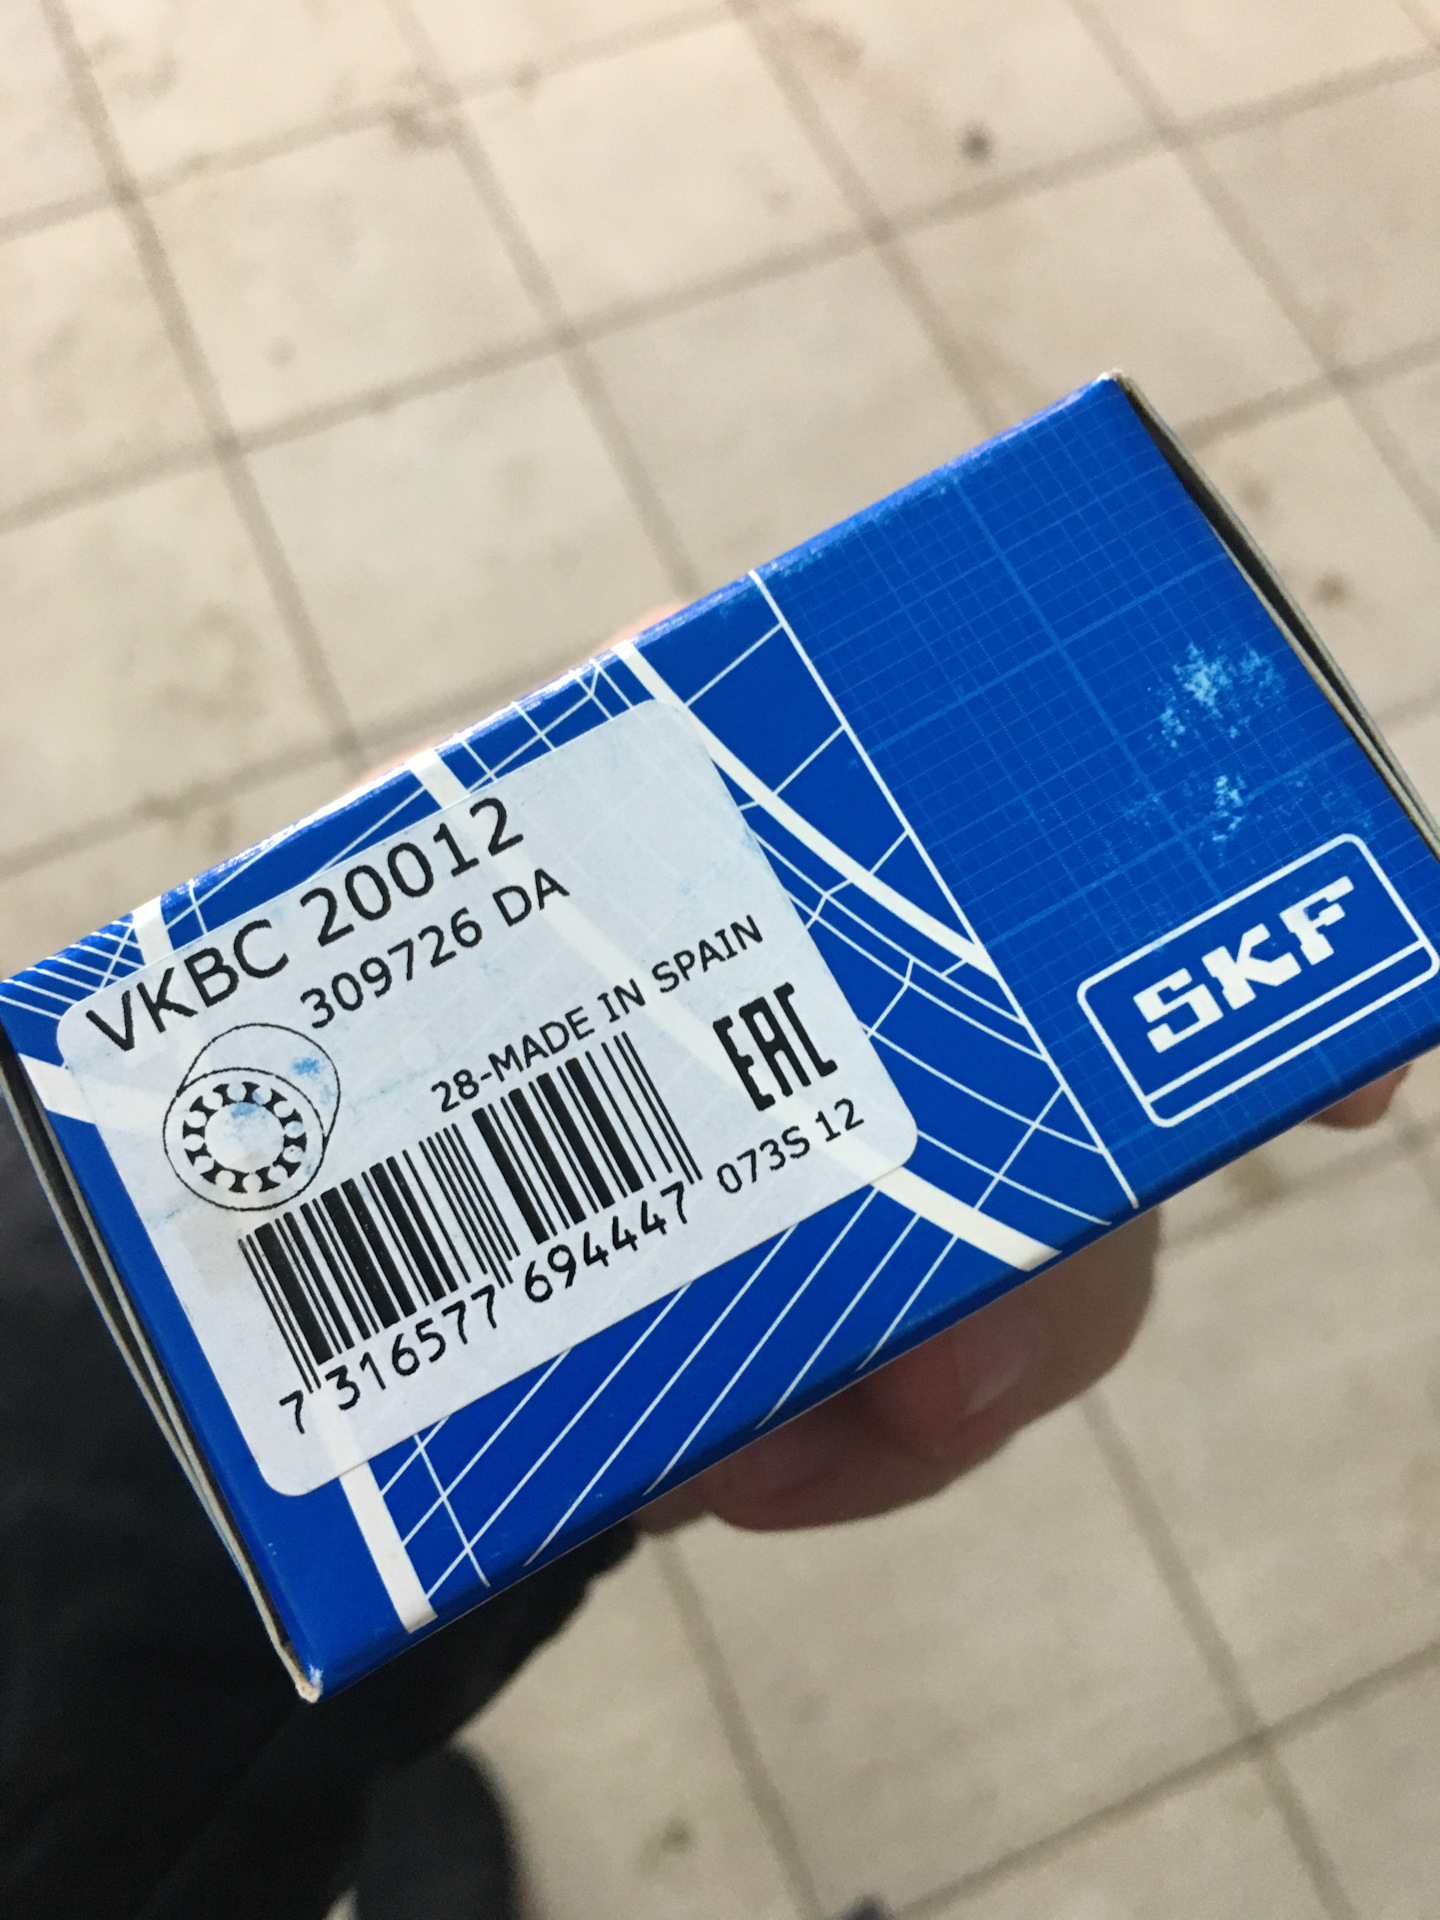 VKBC 20012
309726 DA
28-MADE IN SPAIN
EAC
073S 12
7 316577 694447
SKF